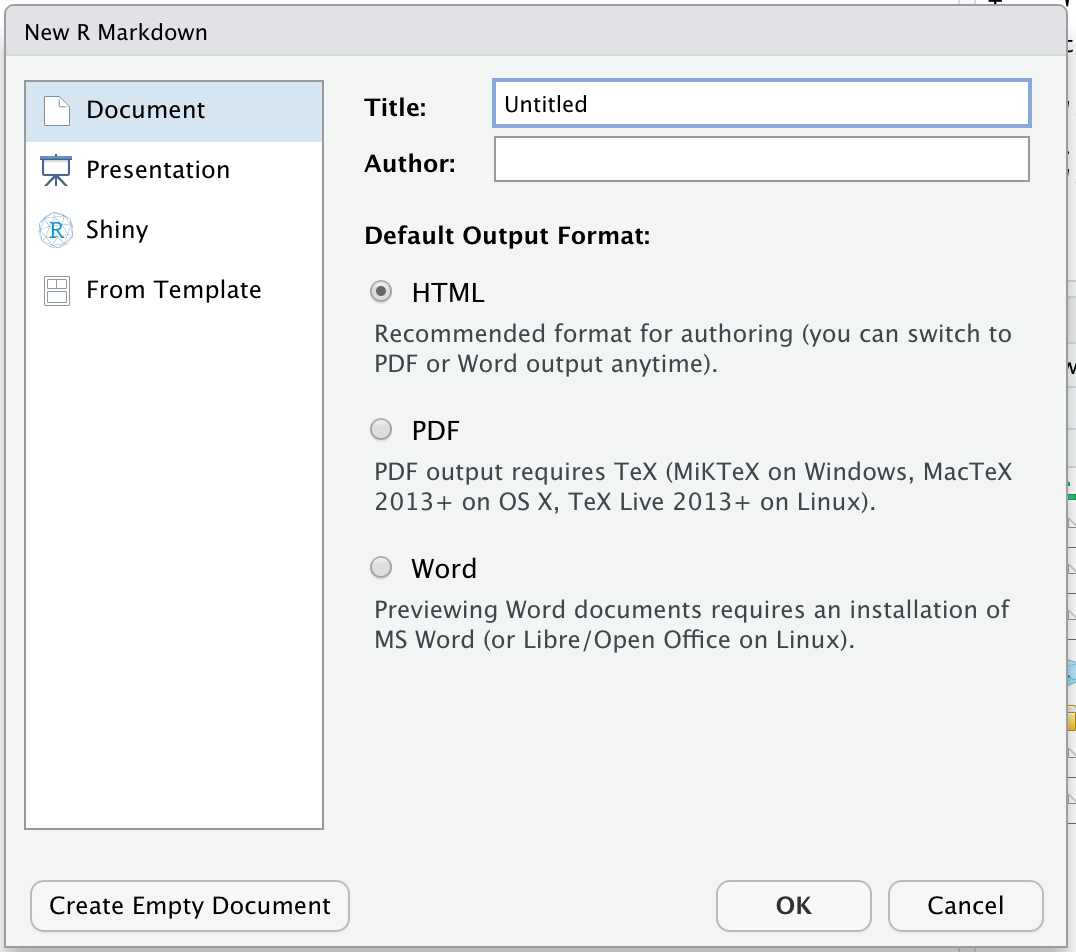 New R Markdown
Document
Presentation
Shiny
From Template
Title:
Untitled
Author:
Default Output Format:
HTML
Recommended format for authoring (you can switch to
PDF or Word output anytime).
PDF
PDF output requires TeX (MiKTeX on Windows, MacTeX
2013+ on OS X, TeX Live 2013+ on Linux).
Word
Previewing Word documents requires an installation of
MS Word (or Libre/Open Office on Linux).
Create Empty Document
OK
Cancel